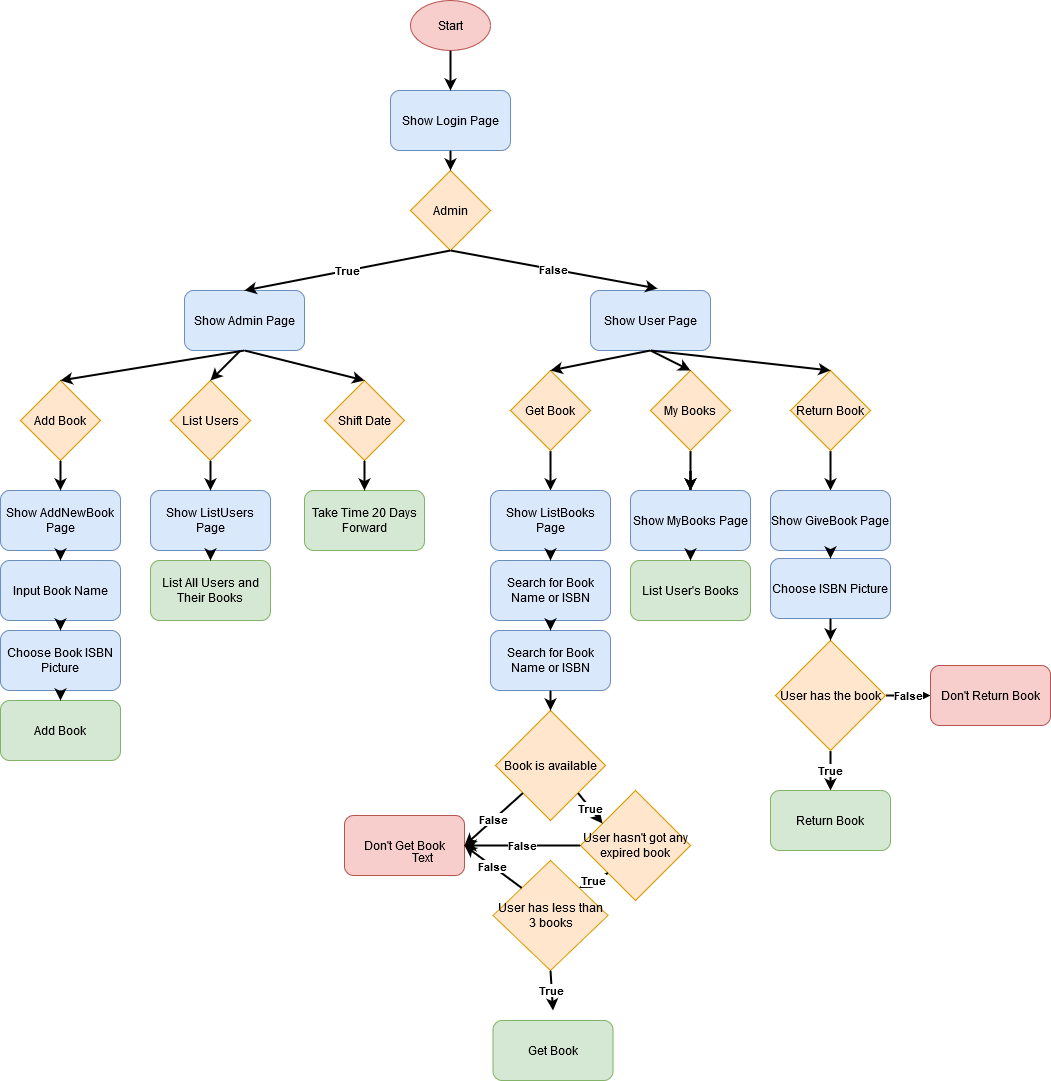 Start
Show Login Page
Admin
True
False
Show Admin Page
Show User Page
Add Book
List Users
Shift Date
Get Book
My Books
Return Book
Show AddNewBook
Page
Show ListUsers
Page
Take Time 20 Days
Forward
Show ListBooks
Page
Show MyBooks Page
Show GiveBook Page
Input Book Name
List All Users and
Their Books
Search for Book
Name or ISBN
List User's Books
Choose ISBN Picture
Choose Book ISBN
Picture
Search for Book
Name or ISBN
User has the book
False
Don't Return Book
Add Book
Book is available
True
Return Book
False
True
Don't Get Book
Text
False
User hasn't got any
expired book
False
True
User has less than
3 books
True
Get Book